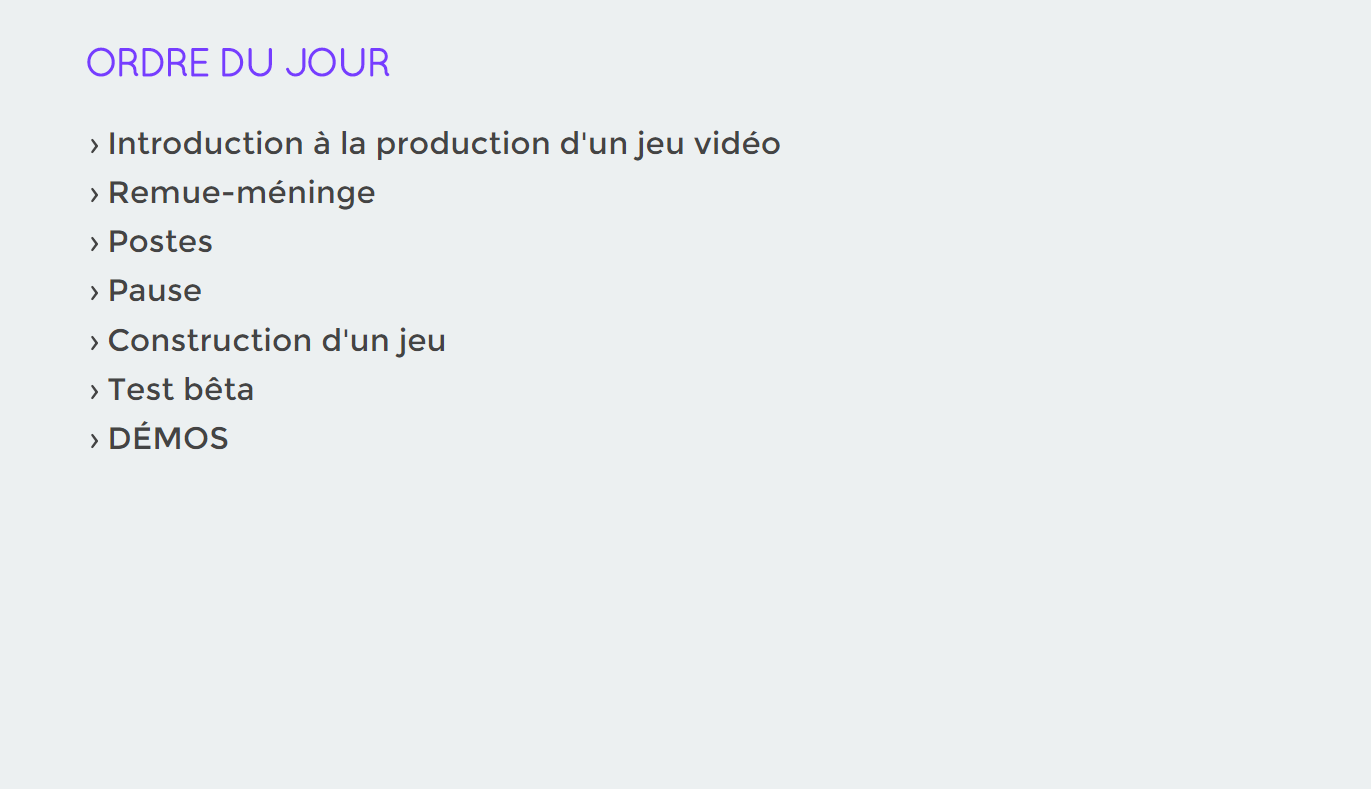 ORDRE DU JOUR
› Introduction à la production d'un jeu vidéo
› Remue-méninge
› Postes
› Pause
› Construction d'un jeu
› Test bêta
› DÉMOS